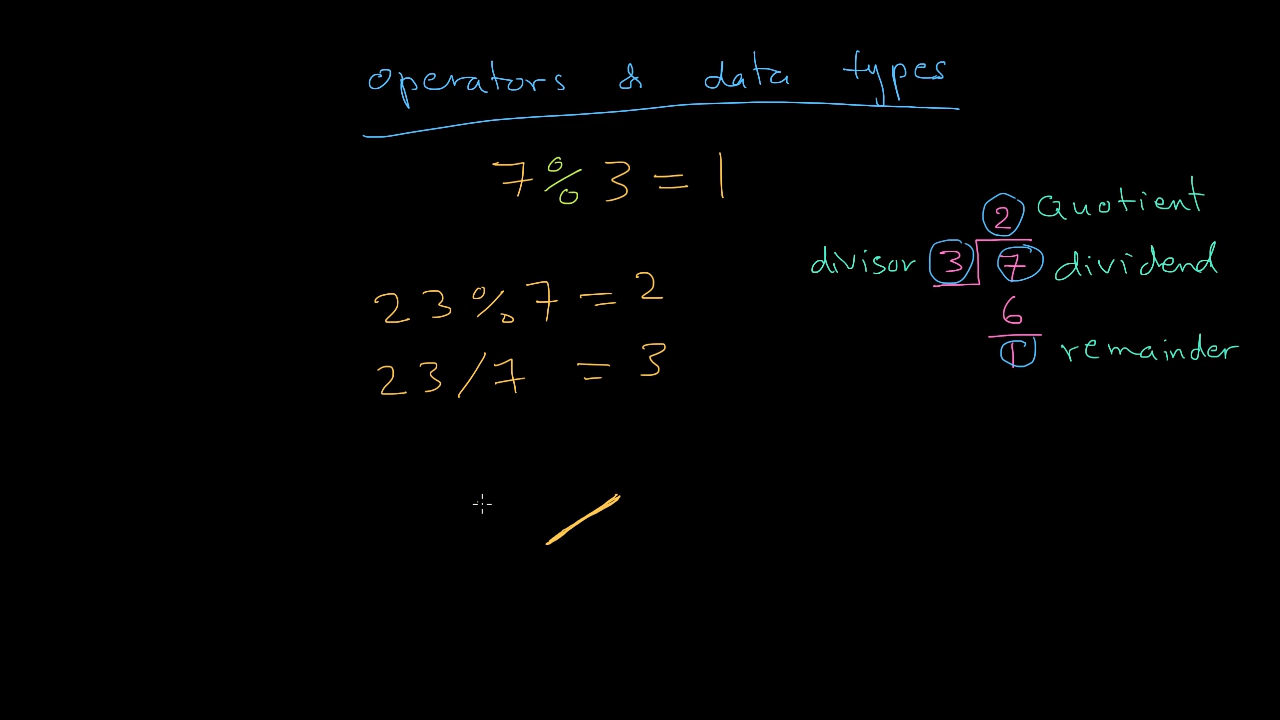 operators & data types
7 % 3 = 1
23 % 7 = 2
23 / 7 = 3
2 Quotient
divisor 3 7 dividend
6
1 remainder